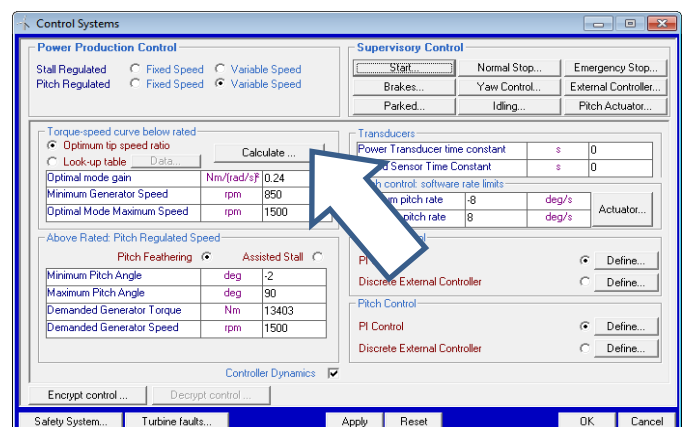 Control Systems
Power Production Control
Stall Regulated Fixed Speed Variable Speed
Pitch Regulated Fixed Speed Variable Speed
Supervisory Control
Start... Normal Stop... Emergency Stop...
Brakes... Yaw Control... External Controller...
Parked... Idling... Pitch Actuator...
Torque-speed curve below rated
Optimum tip speed ratio
Look-up table Data...
Calculate ...
Optimal mode gain Nm/(rad/s)² 0.24
Minimum Generator Speed rpm 850
Optimal Mode Maximum Speed rpm 1500
Transducers
Power Transducer time constant s 0
Sensor Time Constant s 0
control: software rate limits
pitch rate -8 deg/s
pitch rate 8 deg/s
Actuator...
Above Rated: Pitch Regulated Speed
Pitch Feathering Assisted Stall
Minimum Pitch Angle deg -2
Maximum Pitch Angle deg 90
Demanded Generator Torque Nm 13403
Demanded Generator Speed rpm 1500
Define...
Discrete External Controller Define...
Pitch Control
PI Control Define...
Discrete External Controller Define...
Controller Dynamics
Encrypt control ... Decrypt control ...
Safety System... Turbine faults... Apply Reset OK Cancel